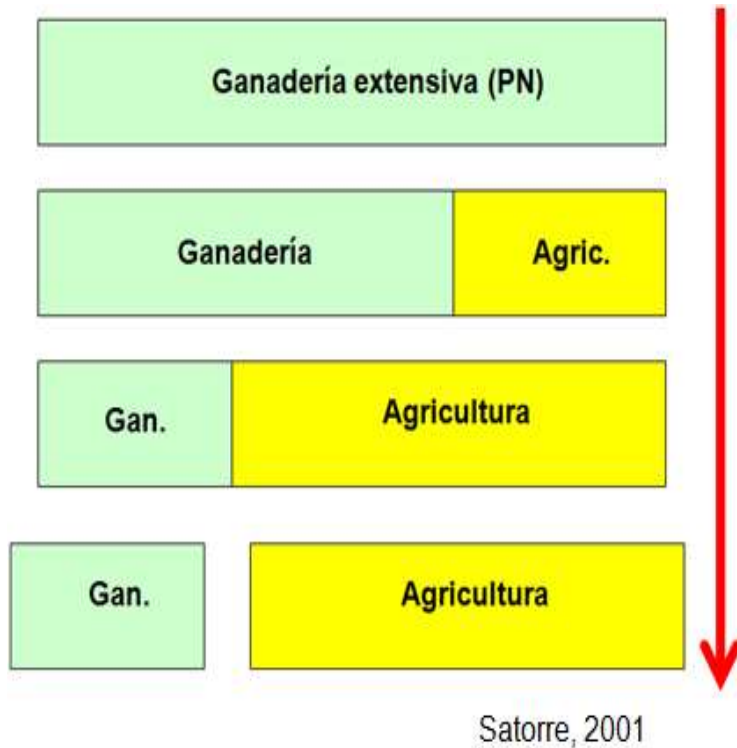 Ganadería extensiva (PN)
Ganadería
Agric.
Gan.
Agricultura
Gan.
Agricultura
Satorre, 2001